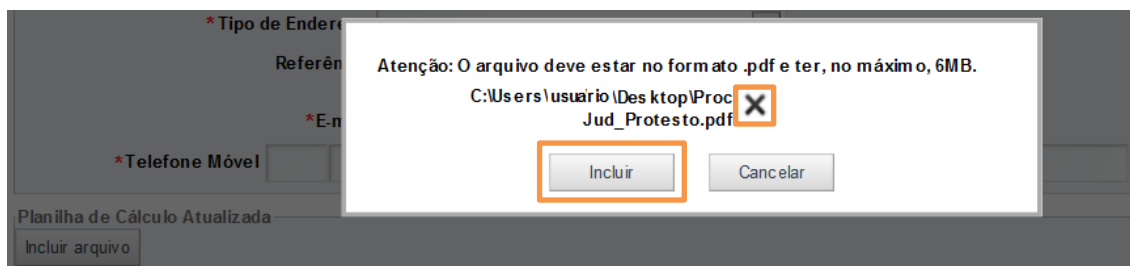 *Tipo de Endere
Atenção: O arquivo deve estar no formato .pdf e ter, no máximo, 6MB.
Referên
C:\Users\usuario\Desktop\Proc
Jud_Protesto.pdf
*E-m
*Telefone Móvel
Incluir
Cancelar
Planilha de Cálculo Atualizada
Incluir arquivo